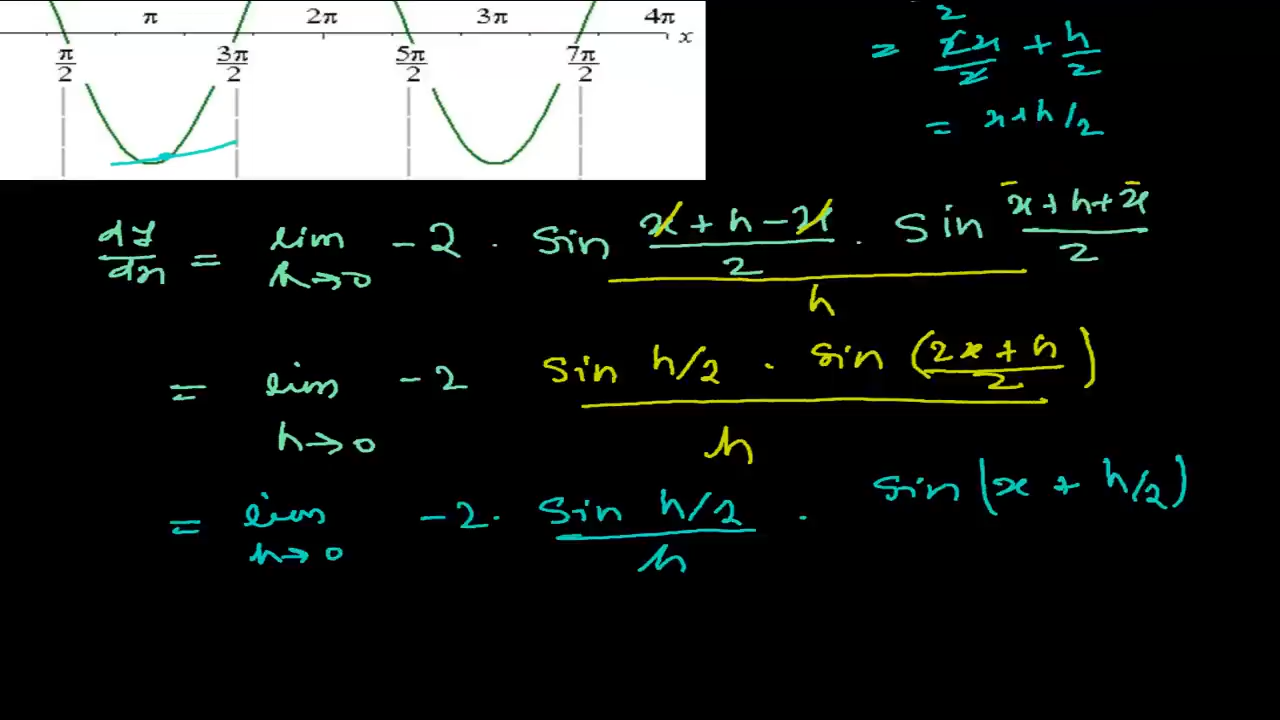 π 2π 3π 4π
x
π/2 3π/2 5π/2 7π/2
= 2x/2 + h/2
= x+h/2
dy/dx = lim h→0 -2 · sin (x+h-x)/2 · sin (x+h+x)/2 / h
= lim h→0 -2 sin h/2 · sin (2x+h/2) / h
= lim h→0 -2 · sin h/2 / h · sin(x + h/2)